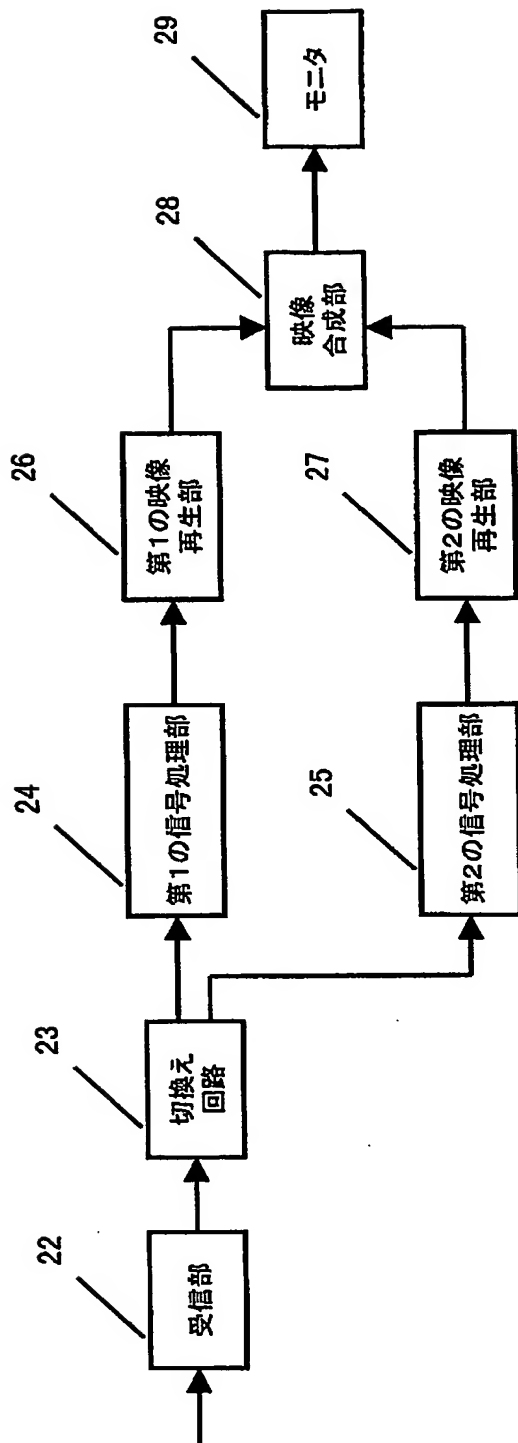 22
受信部
23
切換え
回路
24
第1の信号処理部
25
第2の信号処理部
26
第1の映像
再生部
27
第2の映像
再生部
28
映像
合成部
29
モニタ